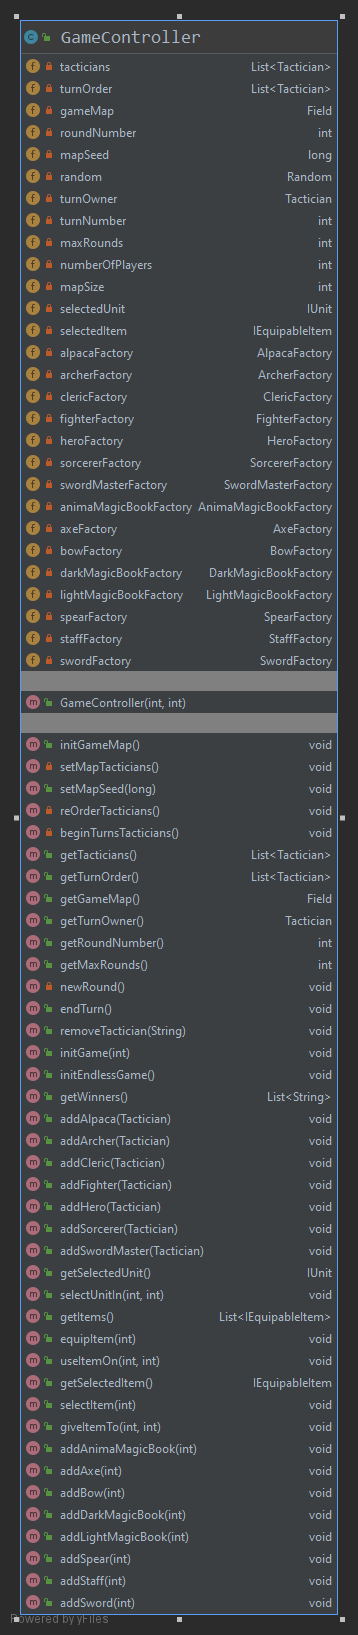 GameController
tacticians List<Tactician>
turnOrder List<Tactician>
gameMap Field
roundNumber int
mapSeed long
random Random
turnOwner Tactician
turnNumber int
maxRounds int
numberOfPlayers int
mapSize int
selectedUnit IUnit
selectedItem IEquipableItem
alpacaFactory AlpacaFactory
archerFactory ArcherFactory
clericFactory ClericFactory
fighterFactory FighterFactory
heroFactory HeroFactory
sorcererFactory SorcererFactory
swordMasterFactory SwordMasterFactory
animaMagicBookFactory AnimaMagicBookFactory
axeFactory AxeFactory
bowFactory BowFactory
darkMagicBookFactory DarkMagicBookFactory
lightMagicBookFactory LightMagicBookFactory
spearFactory SpearFactory
staffFactory StaffFactory
swordFactory SwordFactory
GameController(int, int)
initGameMap() void
setMapTacticians() void
setMapSeed(long) void
reOrderTacticians() void
beginTurnsTacticians() void
getTacticians() List<Tactician>
getTurnOrder() List<Tactician>
getGameMap() Field
getTurnOwner() Tactician
getRoundNumber() int
getMaxRounds() int
newRound() void
endTurn() void
removeTactician(String) void
initGame(int) void
initEndlessGame() void
getWinners() List<String>
addAlpaca(Tactician) void
addArcher(Tactician) void
addCleric(Tactician) void
addFighter(Tactician) void
addHero(Tactician) void
addSorcerer(Tactician) void
addSwordMaster(Tactician) void
getSelectedUnit() IUnit
selectUnitIn(int, int) void
getItems() List<IEquipableItem>
equipItem(int) void
useItemOn(int, int) void
getSelectedItem() IEquipableItem
selectItem(int) void
giveItemTo(int, int) void
addAnimaMagicBook(int) void
addAxe(int) void
addBow(int) void
addDarkMagicBook(int) void
addLightMagicBook(int) void
addSpear(int) void
addStaff(int) void
addSword(int) void
Powered by yFiles